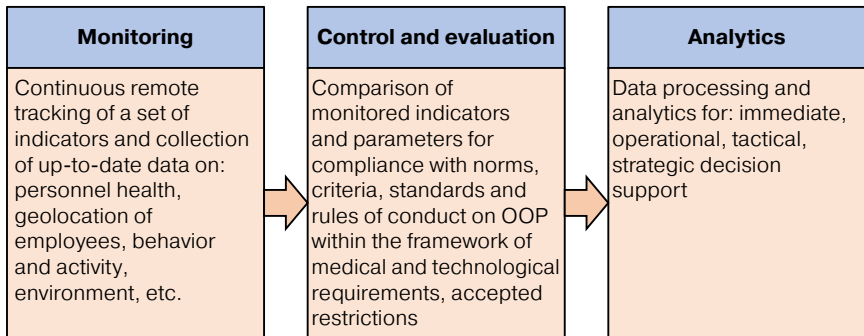 Monitoring
Continuous remote
tracking of a set of
indicators and collection
of up-to-date data on:
personnel health,
geolocation of
employees, behavior
and activity,
environment, etc.
Control and evaluation
Comparison of
monitored indicators
and parameters for
compliance with norms,
criteria, standards and
rules of conduct on OOP
within the framework of
medical and technological
requirements, accepted
restrictions
Analytics
Data processing and
analytics for: immediate,
operational, tactical,
strategic decision
support